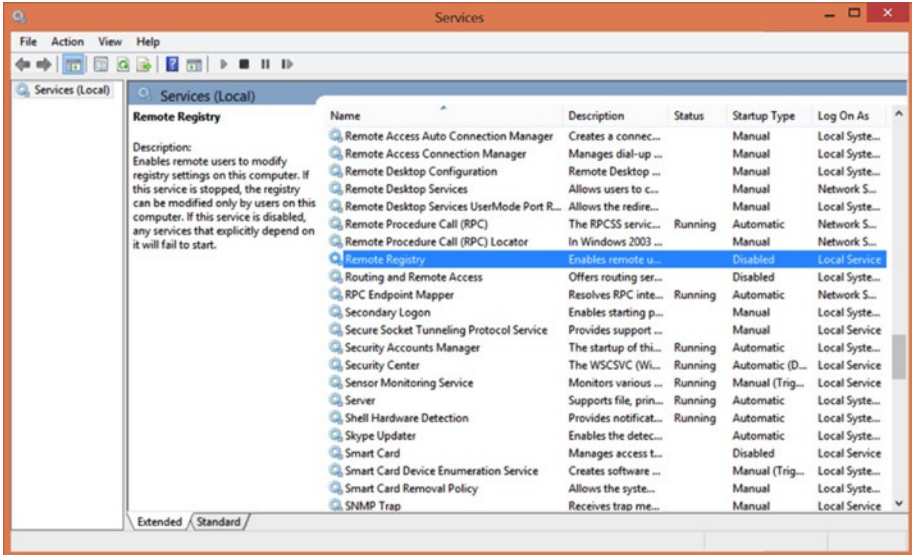 Services
File Action View Help
Services (Local)
Services (Local)
Remote Registry
Description:
Enables remote users to modify
registry settings on this computer. If
this service is stopped, the registry
can be modified only by users on this
computer. If this service is disabled,
any services that explicitly depend on
it will fail to start.
Name Description Status Startup Type Log On As
Remote Access Auto Connection Manager Creates a connec... Manual Local Syste...
Remote Access Connection Manager Manages dial-up ... Manual Local Syste...
Remote Desktop Configuration Remote Desktop ... Manual Local Syste...
Remote Desktop Services Allows users to c... Manual Network S...
Remote Desktop Services UserMode Port R... Allows the redire... Manual Local Syste...
Remote Procedure Call (RPC) The RPCSS servic... Running Automatic Network S...
Remote Procedure Call (RPC) Locator In Windows 2003 ... Manual Network S...
Remote Registry Enables remote u... Disabled Local Service
Routing and Remote Access Offers routing ser... Disabled Local Syste...
RPC Endpoint Mapper Resolves RPC inte... Running Automatic Network S...
Secondary Logon Enables starting p... Manual Local Syste...
Secure Socket Tunneling Protocol Service Provides support ... Manual Local Service
Security Accounts Manager The startup of thi... Running Automatic Local Syste...
Security Center The WSCSVC (Wi... Running Automatic (D... Local Service
Sensor Monitoring Service Monitors various ... Running Manual (Trig... Local Service
Server Supports file, prin... Running Automatic Local Syste...
Shell Hardware Detection Provides notificat... Running Automatic Local Syste...
Skype Updater Enables the detec... Automatic Local Syste...
Smart Card Manages access t... Disabled Local Service
Smart Card Device Enumeration Service Creates software ... Manual (Trig... Local Syste...
Smart Card Removal Policy Allows the syste... Manual Local Syste...
SNMP Trap Receives trap me... Manual Local Service
Extended Standard